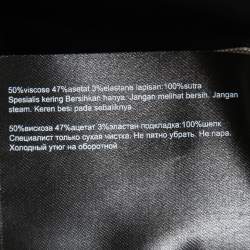 50%viscose 47%asetat 3%elastane lapisan:100%sutra
Spesialis kering Bersihkan hanya. Jangan melihat bersih. Jangan
steam. Keren besi pada sebaliknya.
50%вискоза 47%ацетат 3%эластан подкладка:100%шелк
Специалист только сухая чистка. Не пятно убрать. Не пара.
Холодный утюг на оборотной